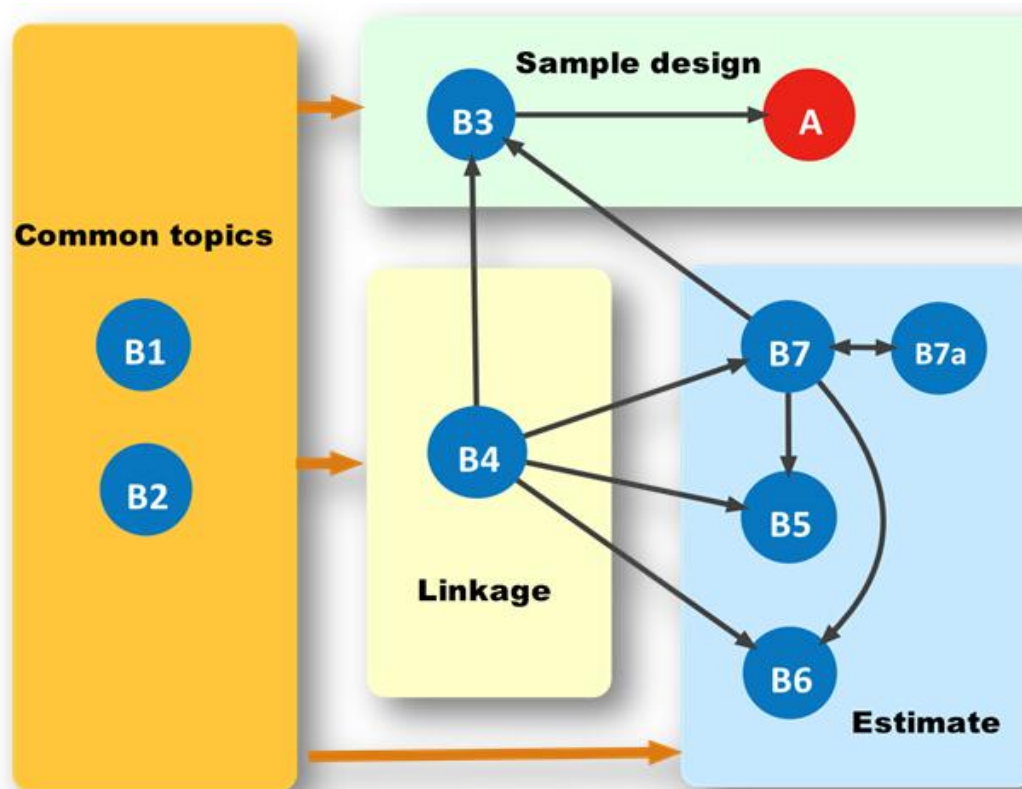 Sample design
B3
A
Common topics
B1
B2
B7
B7a
B4
B5
Linkage
B6
Estimate